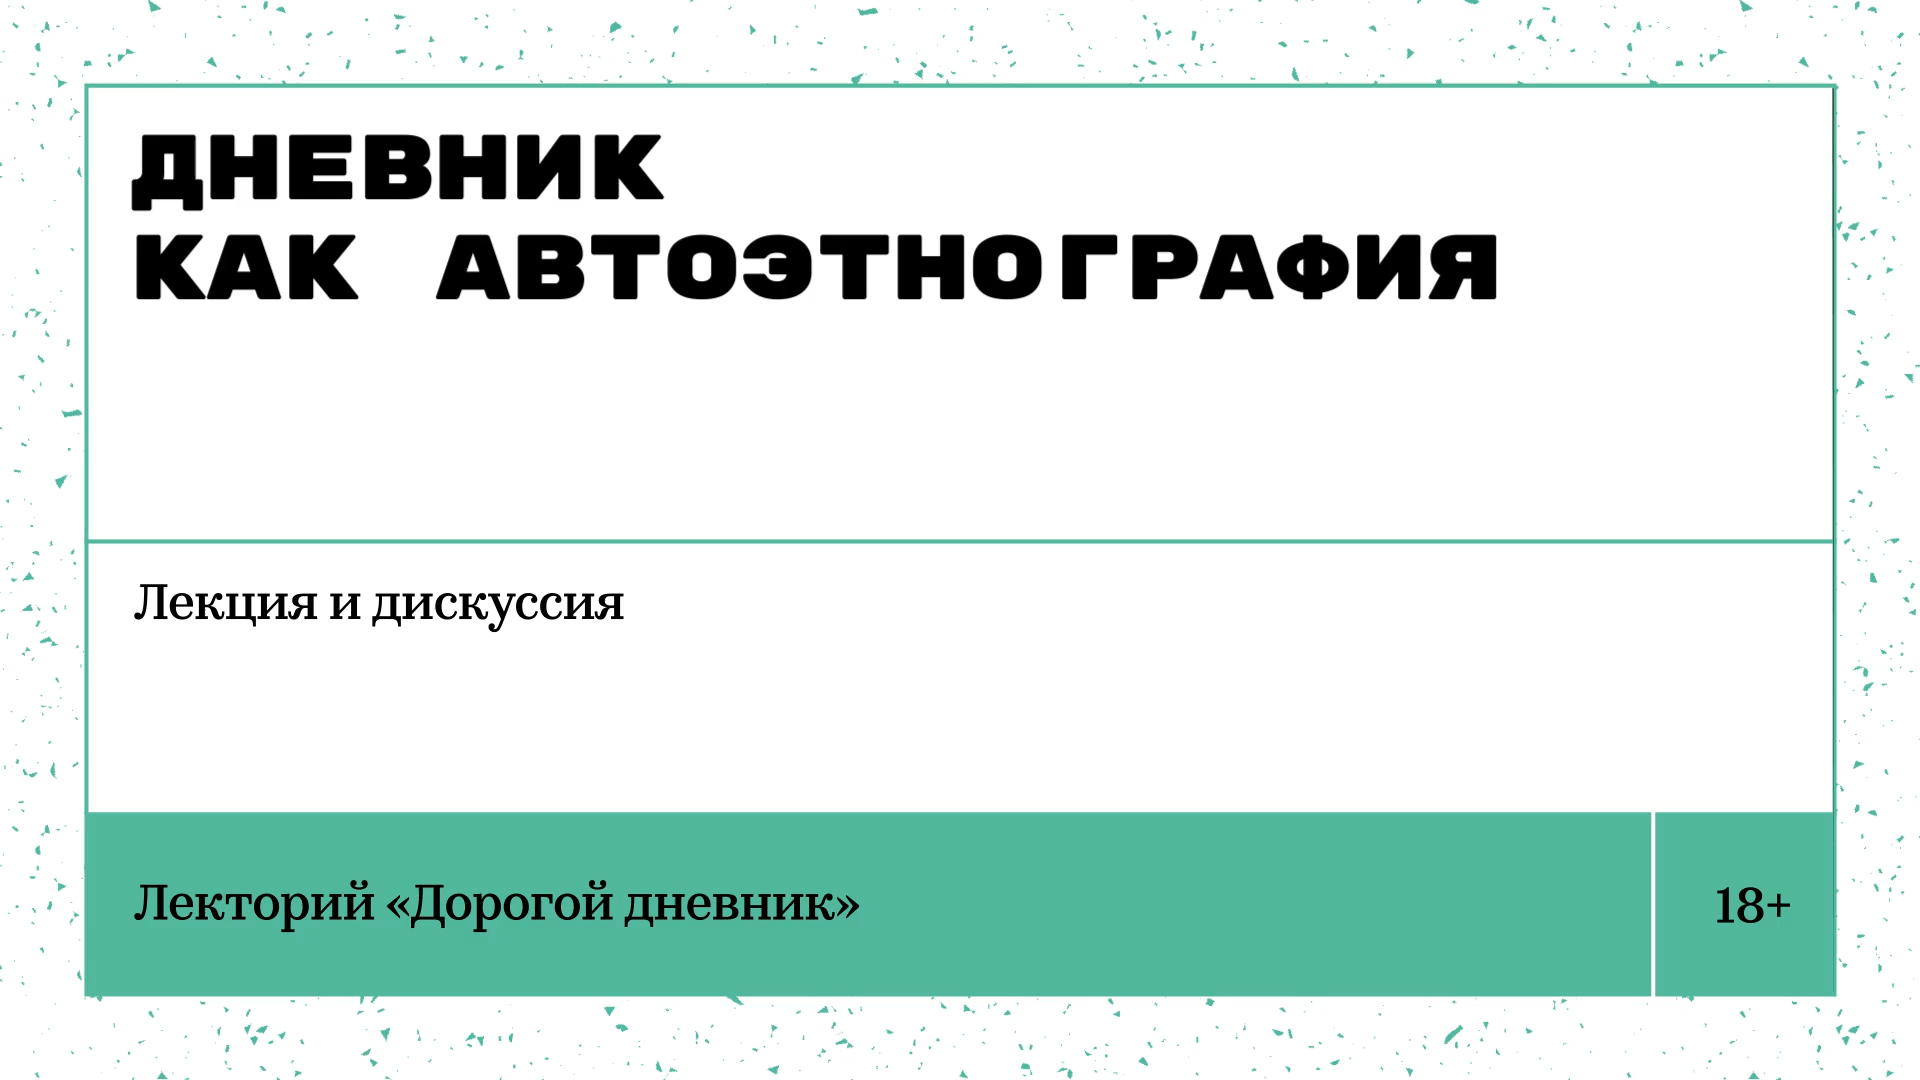 ДНЕВНИК
КАК АВТОЭТНОГРАФИЯ
Лекция и дискуссия
Лекторий «Дорогой дневник»
18+